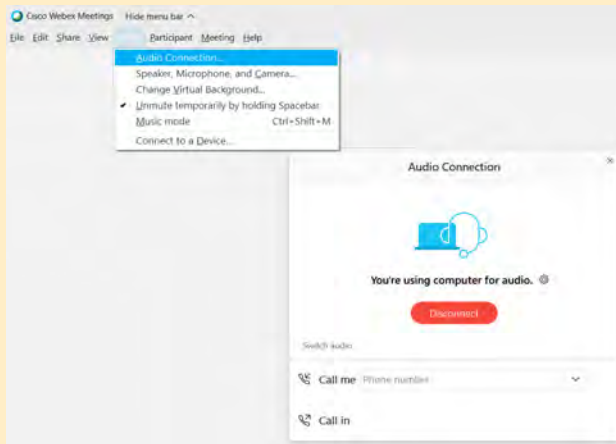 Cisco Webex Meetings Hide menu bar
File Edit Share View Participant Meeting Help
Audio Connection...
Speaker, Microphone, and Camera...
Change Virtual Background...
✔ Unmute temporarily by holding Spacebar
Music mode Ctrl+Shift+M
Connect to a Device...
Audio Connection
You're using computer for audio.
Disconnect
Switch audio
Call me Phone number
Call in